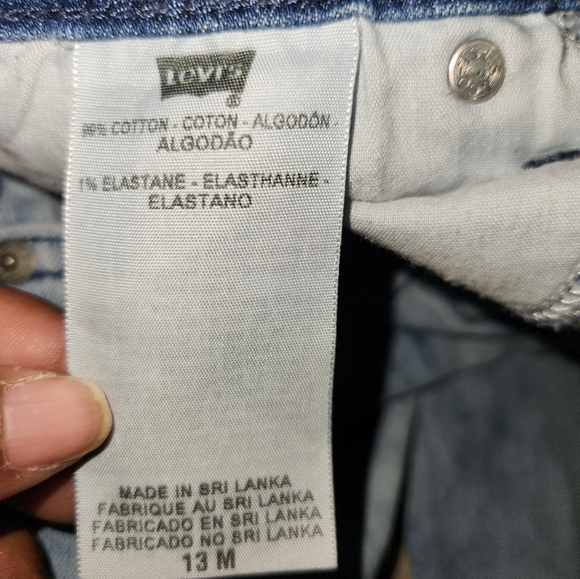 Levi's
®
99% COTTON - COTON - ALGODÓN -
ALGODÃO
1% ELASTANE - ELASTHANNE -
ELASTANO
MADE IN SRI LANKA
FABRIQUE AU SRI LANKA
FABRICADO EN SRI LANKA
FABRICADO NO SRI LANKA
13 M